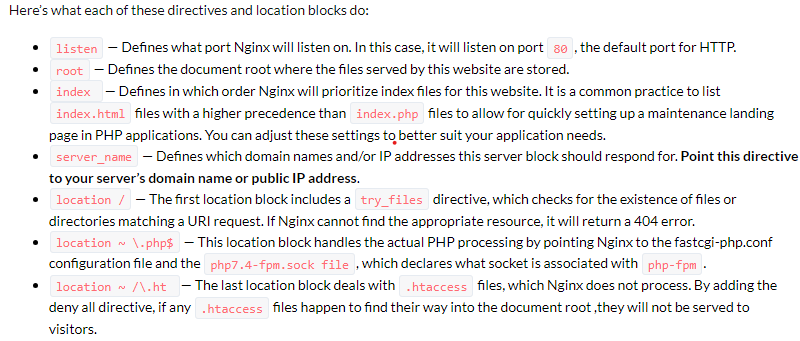 Here's what each of these directives and location blocks do:
• listen — Defines what port Nginx will listen on. In this case, it will listen on port 80 , the default port for HTTP.
• root — Defines the document root where the files served by this website are stored.
• index — Defines in which order Nginx will prioritize index files for this website. It is a common practice to list
index.html files with a higher precedence than index.php files to allow for quickly setting up a maintenance landing
page in PHP applications. You can adjust these settings to better suit your application needs.
• server_name — Defines which domain names and/or IP addresses this server block should respond for. Point this directive
to your server's domain name or public IP address.
• location / — The first location block includes a try_files directive, which checks for the existence of files or
directories matching a URI request. If Nginx cannot find the appropriate resource, it will return a 404 error.
• location ~ \.php$ — This location block handles the actual PHP processing by pointing Nginx to the fastcgi-php.conf
configuration file and the php7.4-fpm.sock file , which declares what socket is associated with php-fpm .
• location ~ /\.ht — The last location block deals with .htaccess files, which Nginx does not process. By adding the
deny all directive, if any .htaccess files happen to find their way into the document root ,they will not be served to
visitors.